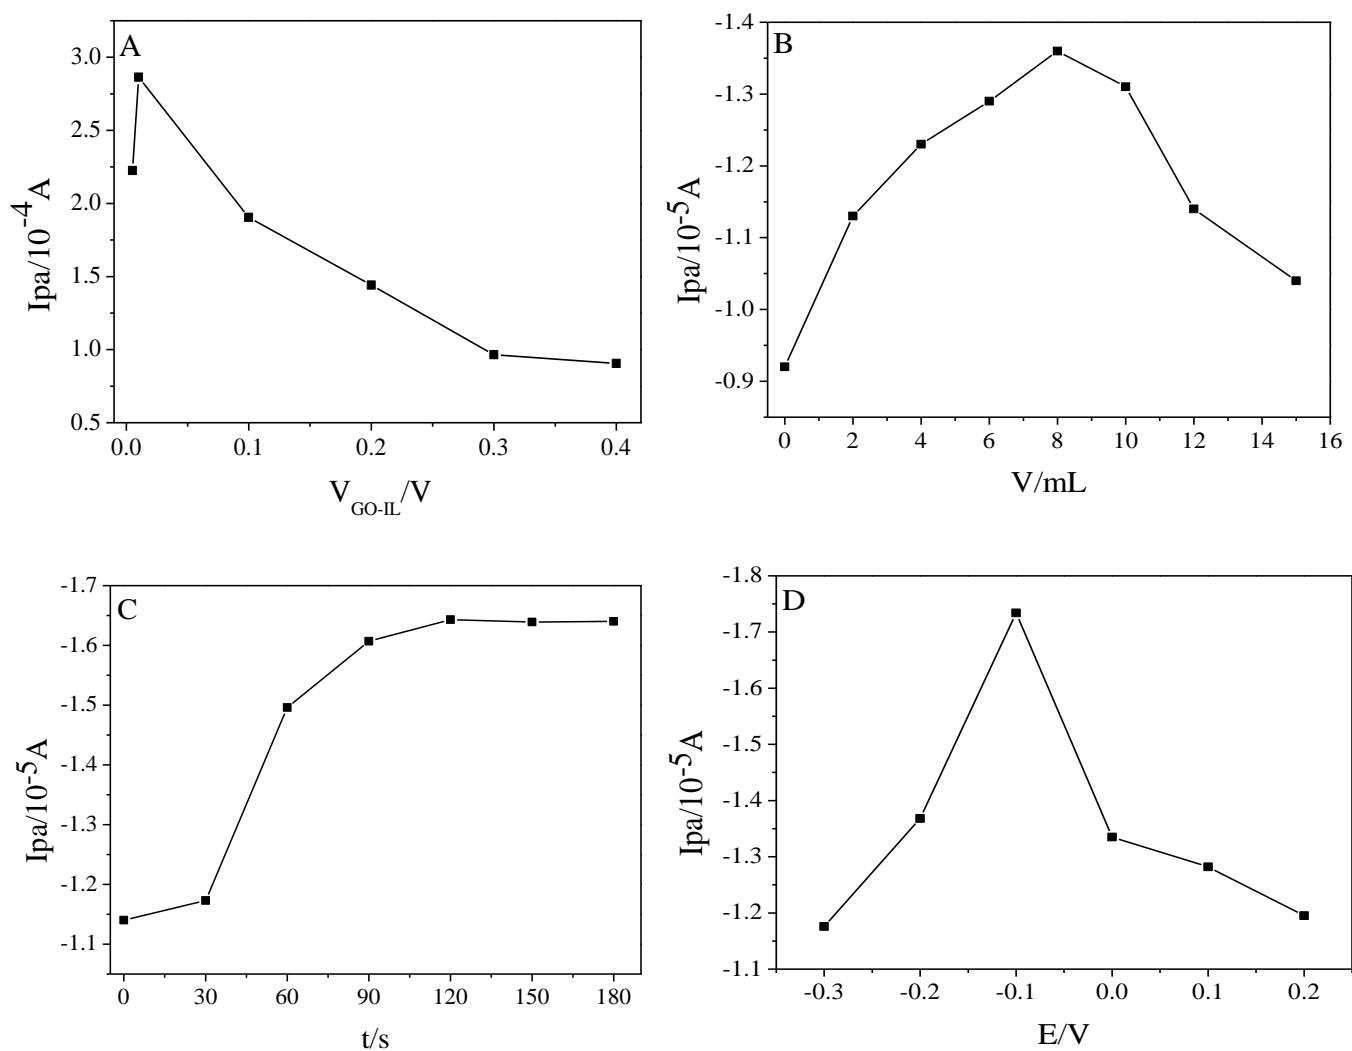 A
3.0
2.5
2.0
1.5
1.0
0.5
0.0 0.1 0.2 0.3 0.4
Ipa/10⁻⁴ A
V_GO-IL/V
B
-1.4
-1.3
-1.2
-1.1
-1.0
-0.9
0 2 4 6 8 10 12 14 16
Ipa/10⁻⁵A
V/mL
C
-1.7
-1.6
-1.5
-1.4
-1.3
-1.2
-1.1
0 30 60 90 120 150 180
Ipa/10⁻⁵A
t/s
D
-1.8
-1.7
-1.6
-1.5
-1.4
-1.3
-1.2
-1.1
-0.3 -0.2 -0.1 0.0 0.1 0.2
Ipa/10⁻⁵A
E/V